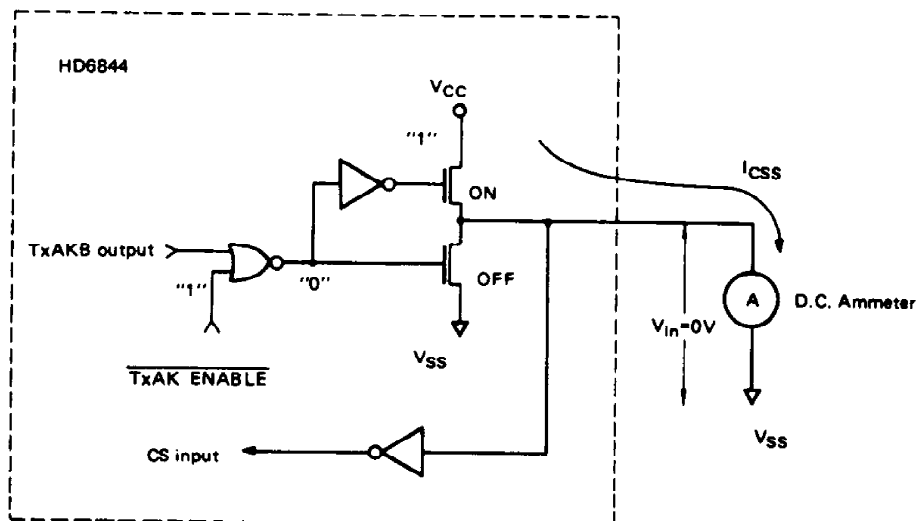 HD6844
VCC
"1"
ICSS
ON
TxAKB output
"1"
"0"
OFF
A
D.C. Ammeter
Vin=0V
TxAK ENABLE
VSS
VSS
CS input